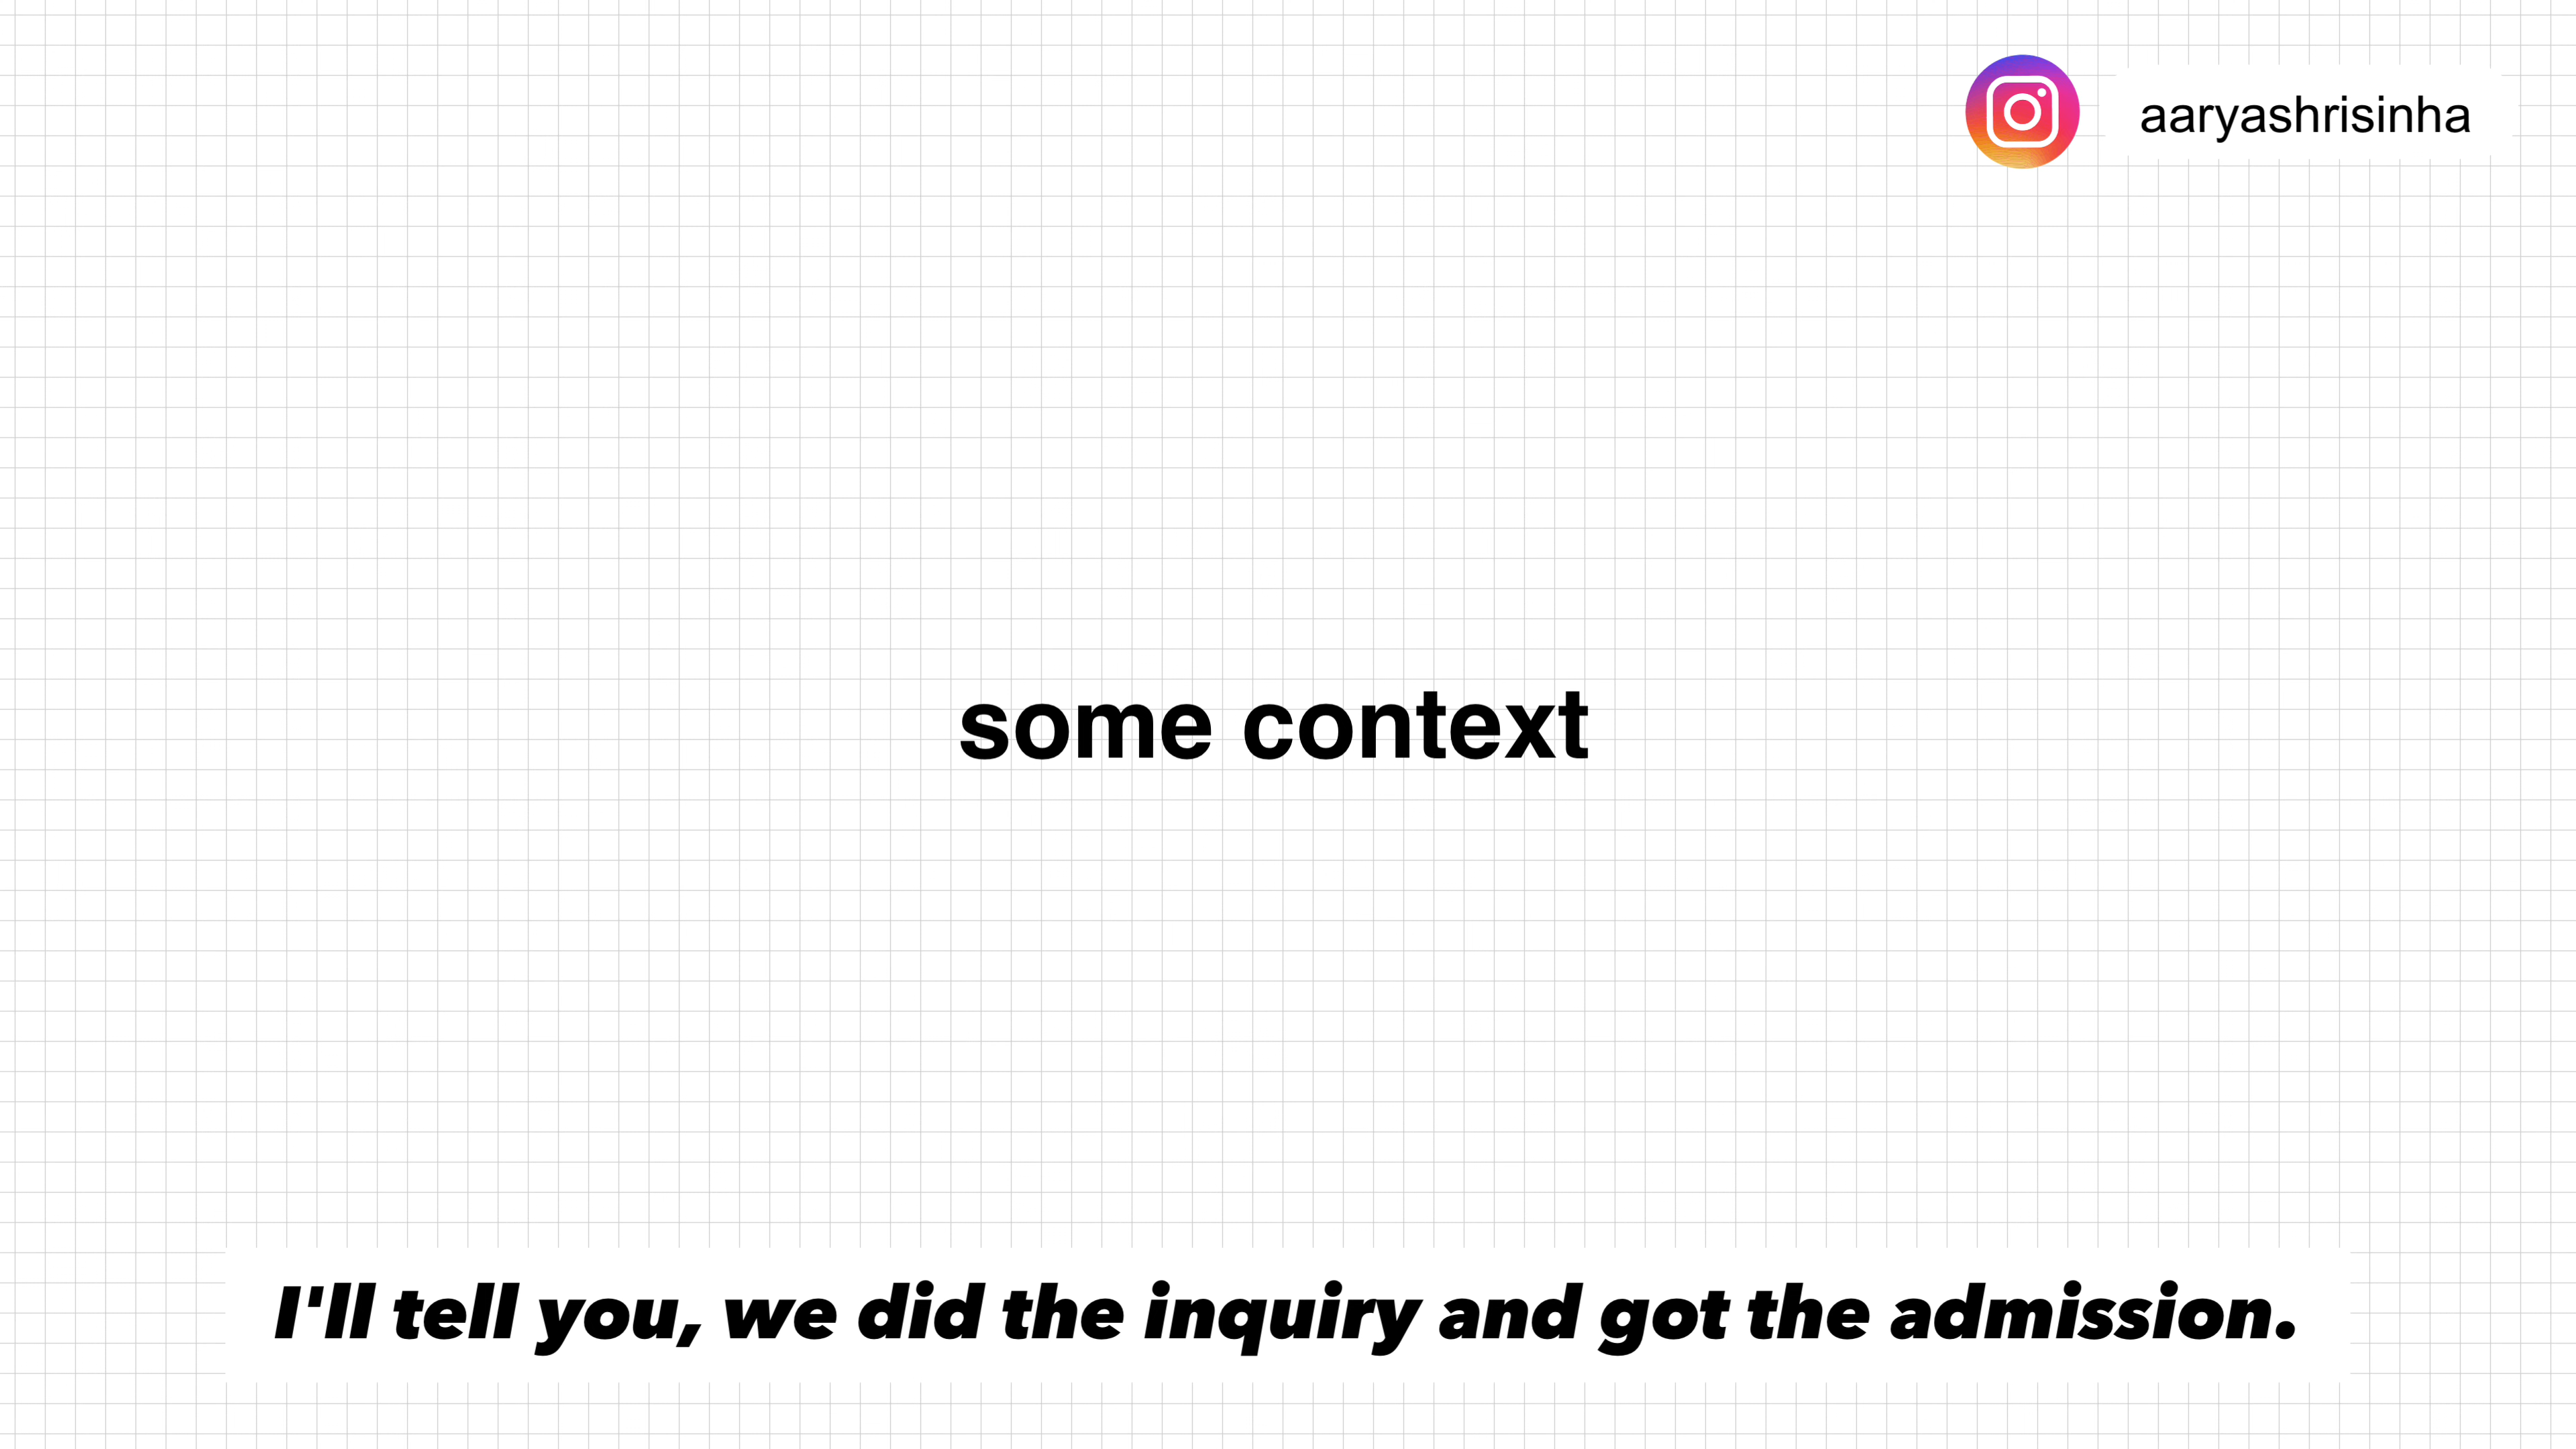 aaryashrisinha
some context
I'll tell you, we did the inquiry and got the admission.